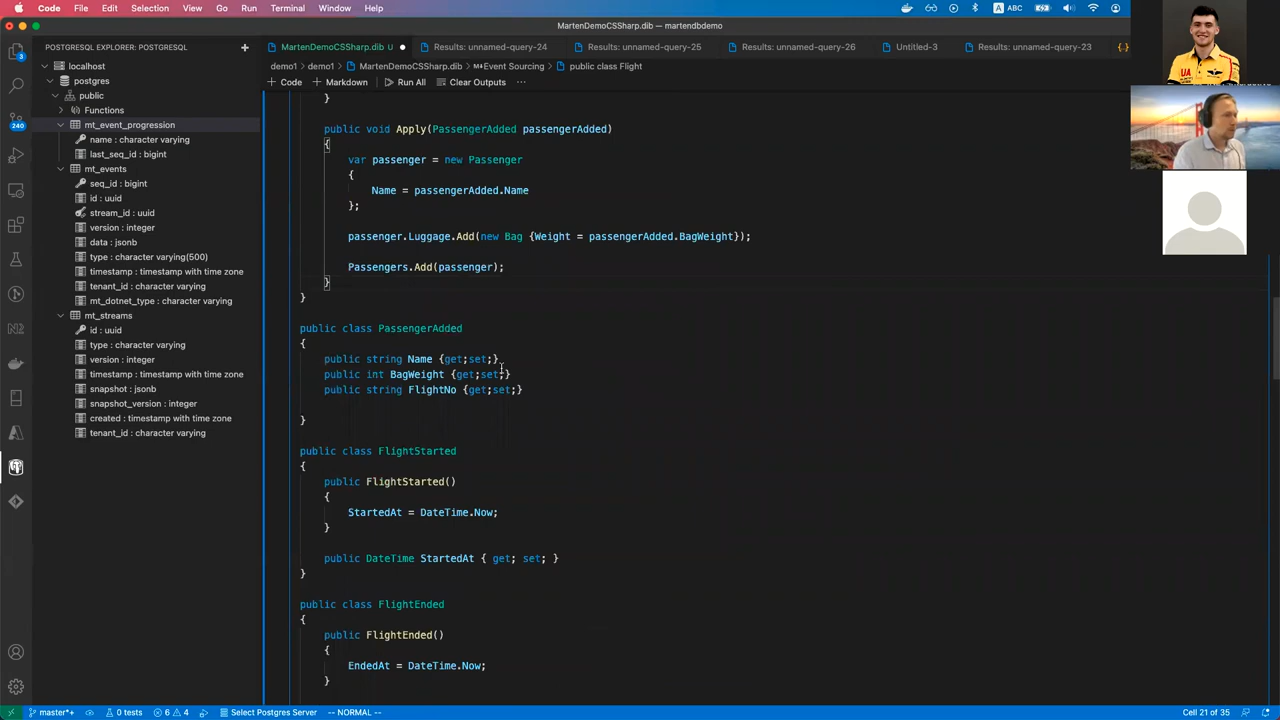 Code File Edit Selection View Go Run Terminal Window Help ABC
MartenDemoCSSharp.dib — martendbdemo
POSTGRESQL EXPLORER: POSTGRESQL
MartenDemoCSSharp.dib U Results: unnamed-query-24 Results: unnamed-query-25 Results: unnamed-query-26 Untitled-3 Results: unnamed-query-23
demo1 > demo1 > MartenDemoCSSharp.dib > Event Sourcing > public class Flight
+ Code + Markdown Run All Clear Outputs ...
localhost
postgres
public
Functions
mt_event_progression
name : character varying
last_seq_id : bigint
mt_events
seq_id : bigint
id : uuid
stream_id : uuid
version : integer
data : jsonb
type : character varying(500)
timestamp : timestamp with time zone
tenant_id : character varying
mt_dotnet_type : character varying
mt_streams
id : uuid
type : character varying
version : integer
timestamp : timestamp with time zone
snapshot : jsonb
snapshot_version : integer
created : timestamp with time zone
tenant_id : character varying
3
240
}
public void Apply(PassengerAdded passengerAdded)
{
var passenger = new Passenger
{
Name = passengerAdded.Name
};
passenger.Luggage.Add(new Bag {Weight = passengerAdded.BagWeight});
Passengers.Add(passenger);
}
}
public class PassengerAdded
{
public string Name {get;set;}
public int BagWeight {get;set;}
public string FlightNo {get;set;}
}
public class FlightStarted
{
public FlightStarted()
{
StartedAt = DateTime.Now;
}
public DateTime StartedAt { get; set; }
}
public class FlightEnded
{
public FlightEnded()
{
EndedAt = DateTime.Now;
}
UA
master*+ 0 tests 6 4 Select Postgres Server -- NORMAL -- Cell 21 of 35